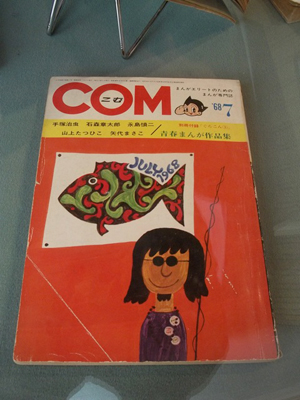 COM
こむ
まんがエリートのための
まんが専門誌
'68 7
手塚治虫 石森章太郎 永島慎二
山上たつひこ 矢代まさこ
青春まんが作品集
JULY 1968